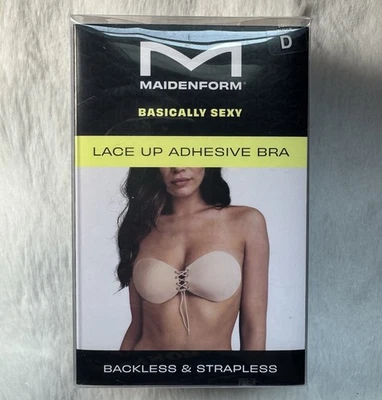 D
M
MAIDENFORM®
BASICALLY SEXY
LACE UP ADHESIVE BRA
BACKLESS & STRAPLESS